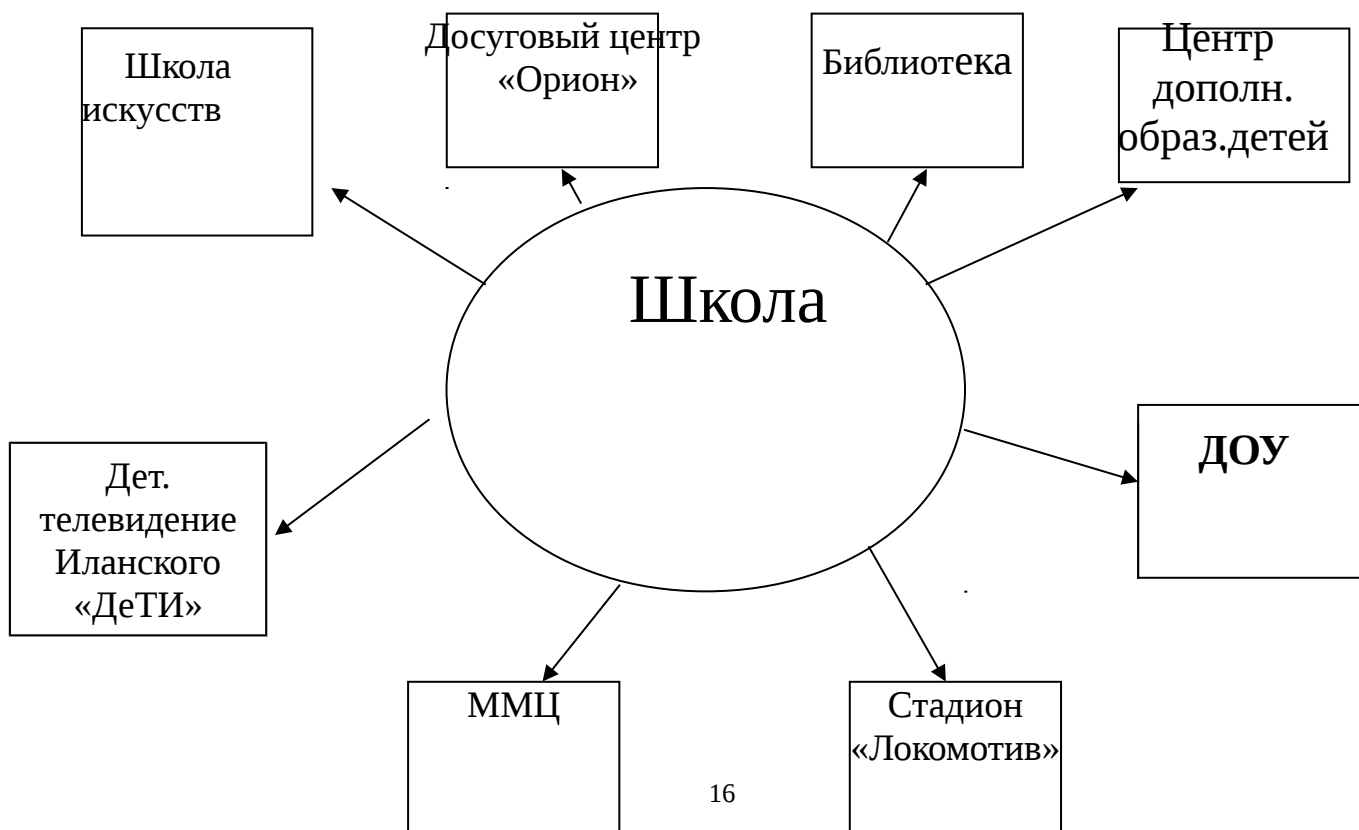 Школа
искусств
Досуговый центр
«Орион»
Библиотека
Центр
дополн.
образ.детей
Школа
ДОУ
Дет.
телевидение
Иланского
«ДеТИ»
ММЦ
Стадион
«Локомотив»
16